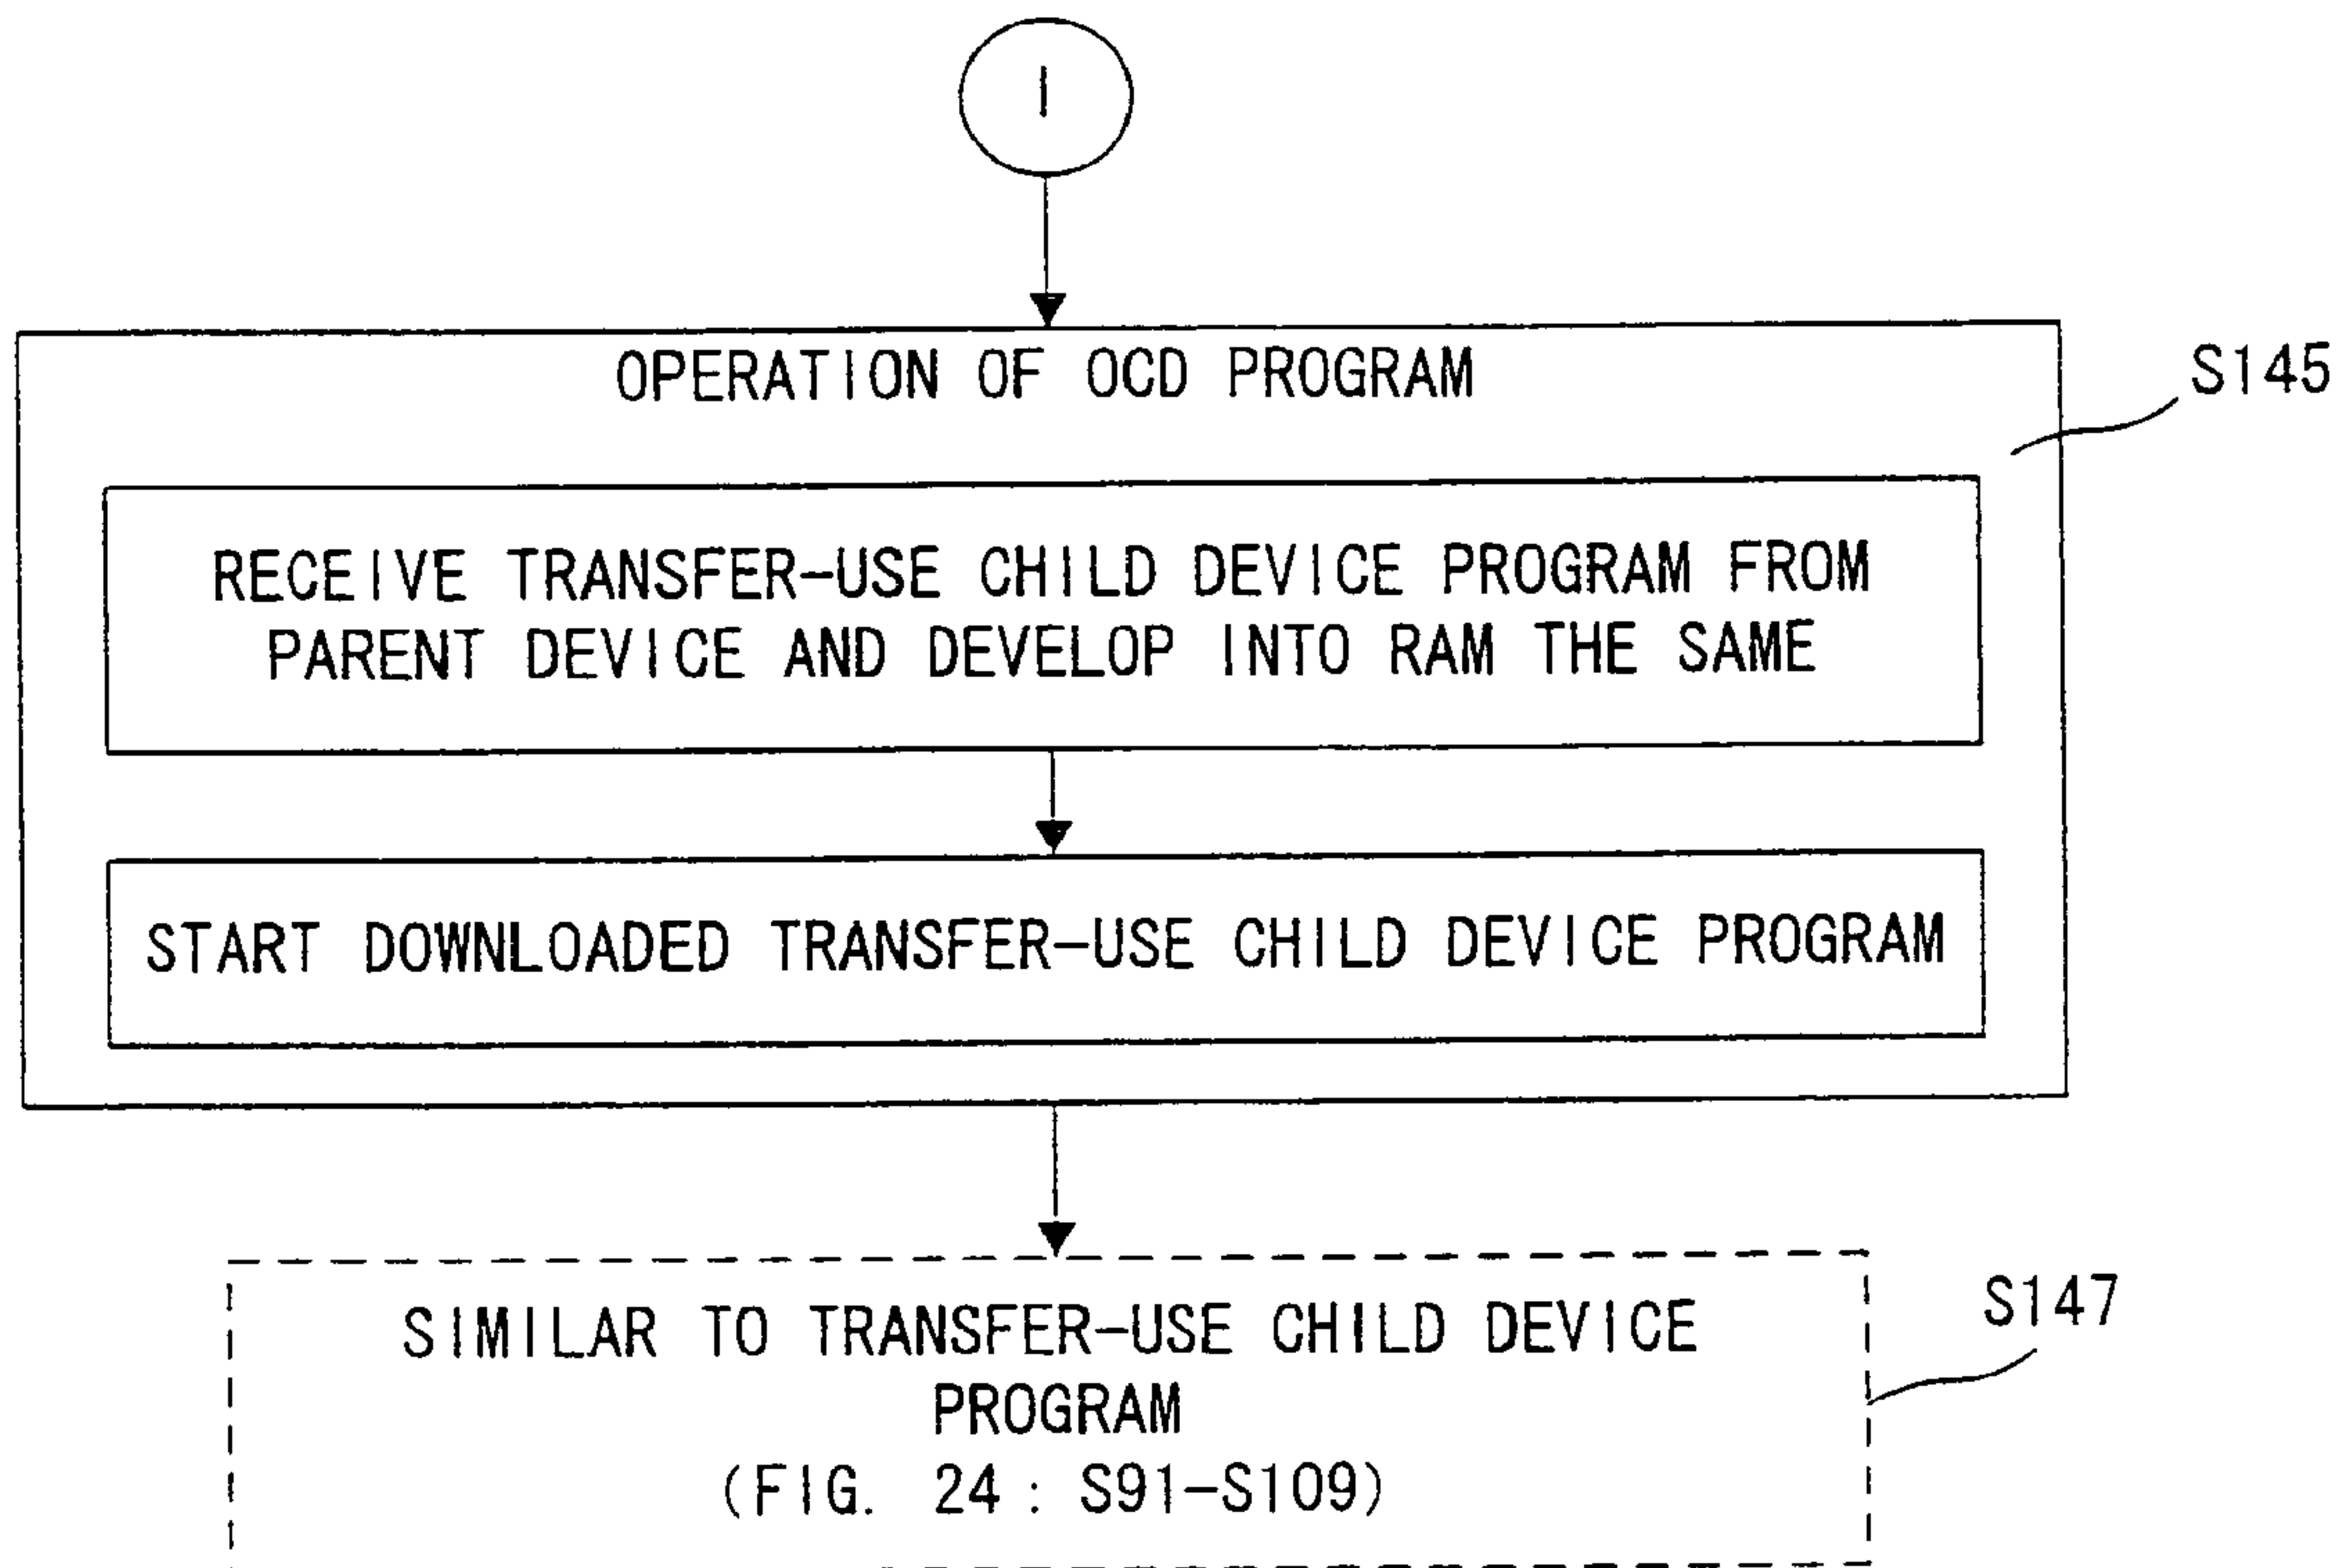 I
OPERATION OF OCD PROGRAM
S145
RECEIVE TRANSFER-USE CHILD DEVICE PROGRAM FROM
PARENT DEVICE AND DEVELOP INTO RAM THE SAME
START DOWNLOADED TRANSFER-USE CHILD DEVICE PROGRAM
SIMILAR TO TRANSFER-USE CHILD DEVICE
S147
PROGRAM
(FIG. 24 : S91-S109)